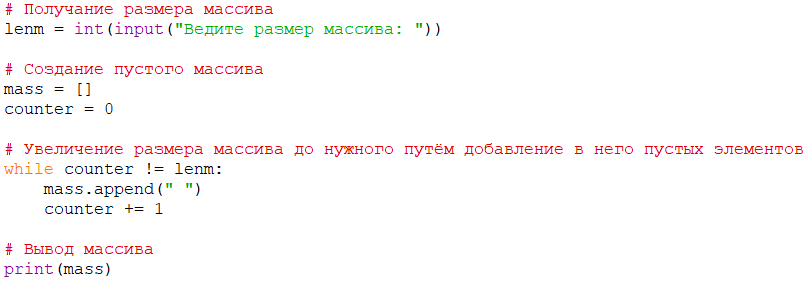 # Получание размера массива
lenm = int(input("Ведите размер массива: "))
# Создание пустого массива
mass = []
counter = 0
# Увеличение размера массива до нужного путём добавление в него пустых элементов
while counter != lenm:
    mass.append(" ")
    counter += 1
# Вывод массива
print(mass)